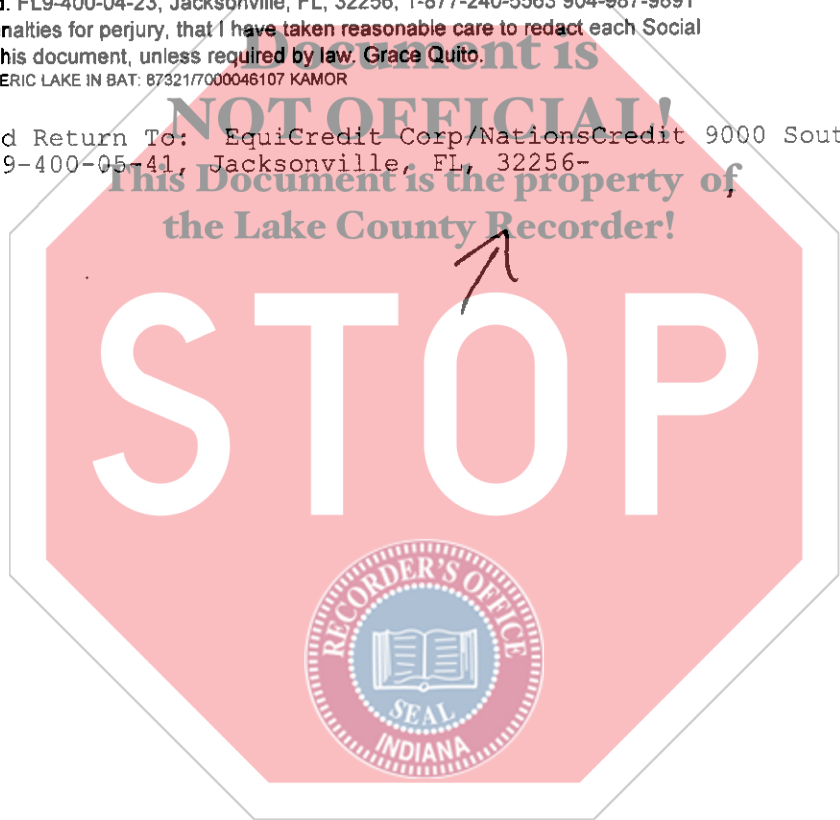 d. FL9-400-04-23, Jacksonville, FL, 32256, 1-877-240-5563 904-987-9891
nalties for perjury, that I have taken reasonable care to redact each Social
his document, unless required by law. Grace Quito.
ERIC LAKE IN BAT: 87321/7000046107 KAMOR
Document is
NOT OFFICIAL!
d Return To: EquiCredit Corp/NationsCredit 9000 Sout
9-400-05-41, Jacksonville, FL, 32256-
This Document is the property of
the Lake County Recorder!
STOP
RECORDER'S OFFICE
SEAL
INDIANA